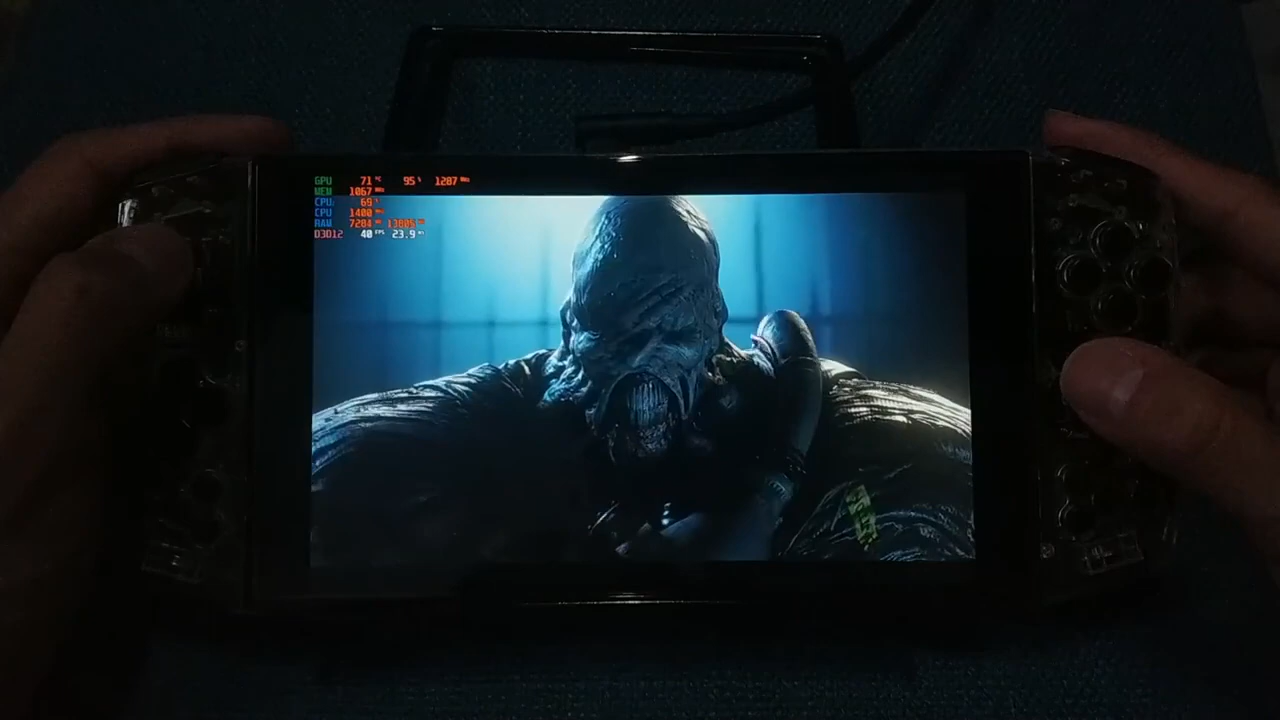 GPU 71 °C 95 % 1207 MHz
MEM 1067 MHz
CPU 69 %
CPU 1400 MHz
RAM 7204 MB 13805 MB
D3D12 40 FPS 23.9 ms